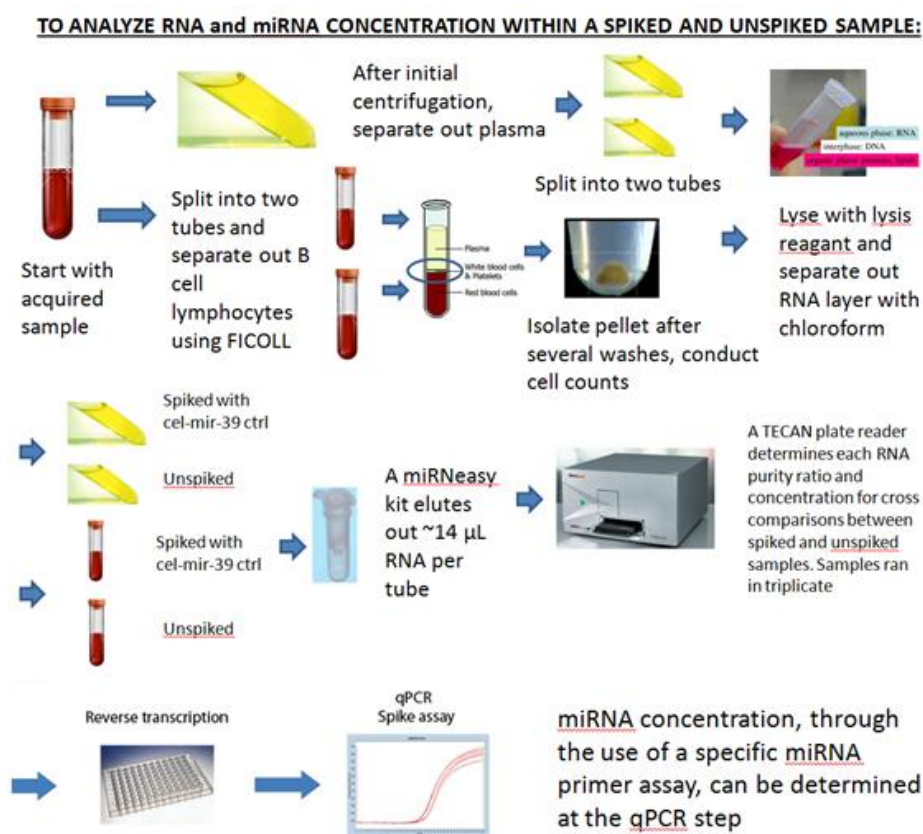 TO ANALYZE RNA and miRNA CONCENTRATION WITHIN A SPIKED AND UNSPIKED SAMPLE:
After initial
centrifugation,
separate out plasma
Split into two tubes
aqueous phase: RNA
interphase: DNA
organic phase: proteins, lipids
Start with
acquired
sample
Split into two
tubes and
separate out B
cell
lymphocytes
using FICOLL
Plasma
White blood cells
& Platelets
Red blood cells
Isolate pellet after
several washes, conduct
cell counts
Lyse with lysis
reagant and
separate out
RNA layer with
chloroform
Spiked with
cel-mir-39 ctrl
Unspiked
Spiked with
cel-mir-39 ctrl
Unspiked
A miRNeasy
kit elutes
out ~14 µL
RNA per
tube
A TECAN plate reader
determines each RNA
purity ratio and
concentration for cross
comparisons between
spiked and unspiked
samples. Samples ran
in triplicate
Reverse transcription
qPCR
Spike assay
miRNA concentration, through
the use of a specific miRNA
primer assay, can be determined
at the qPCR step